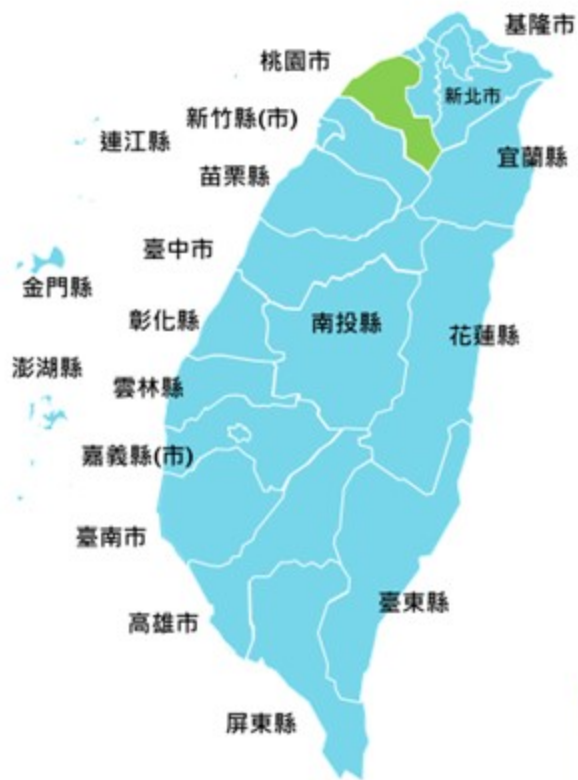 基隆市
桃園市
新北市
新竹縣(市)
連江縣
宜蘭縣
苗栗縣
臺中市
金門縣
彰化縣
南投縣
花蓮縣
澎湖縣
雲林縣
嘉義縣(市)
臺南市
臺東縣
高雄市
屏東縣